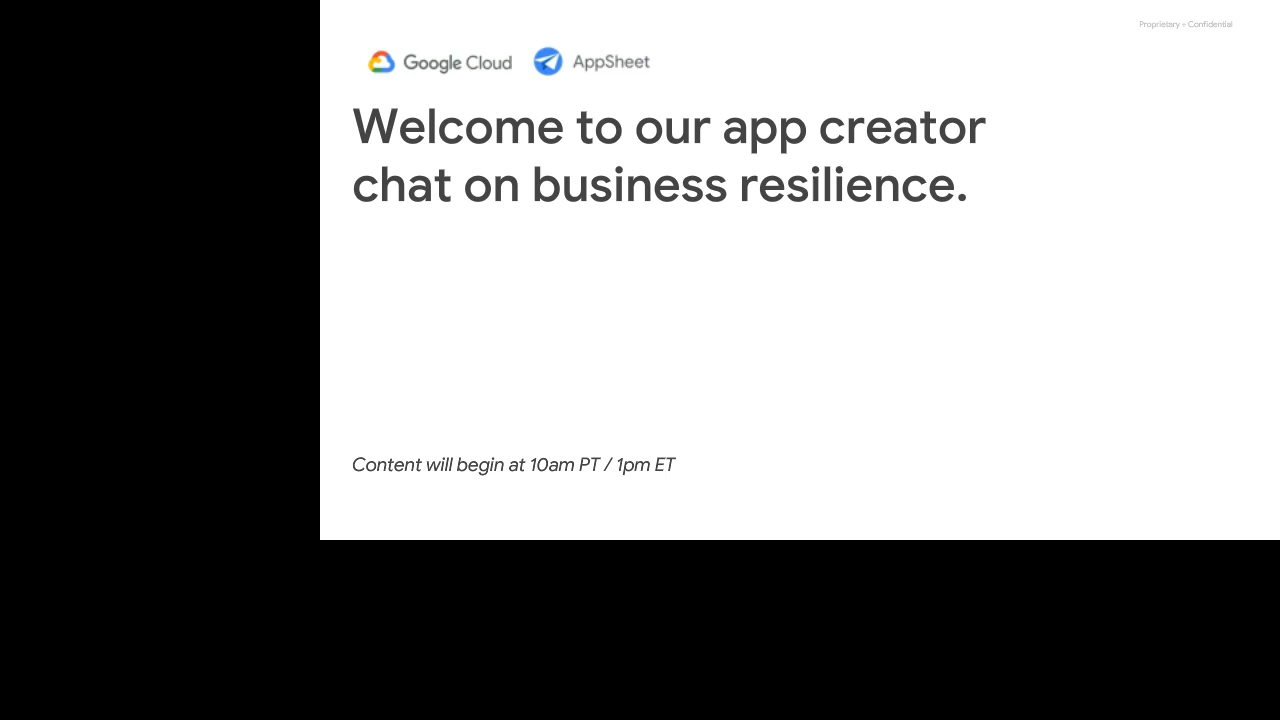 Proprietary + Confidential
Google Cloud AppSheet
Welcome to our app creator
chat on business resilience.
Content will begin at 10am PT / 1pm ET